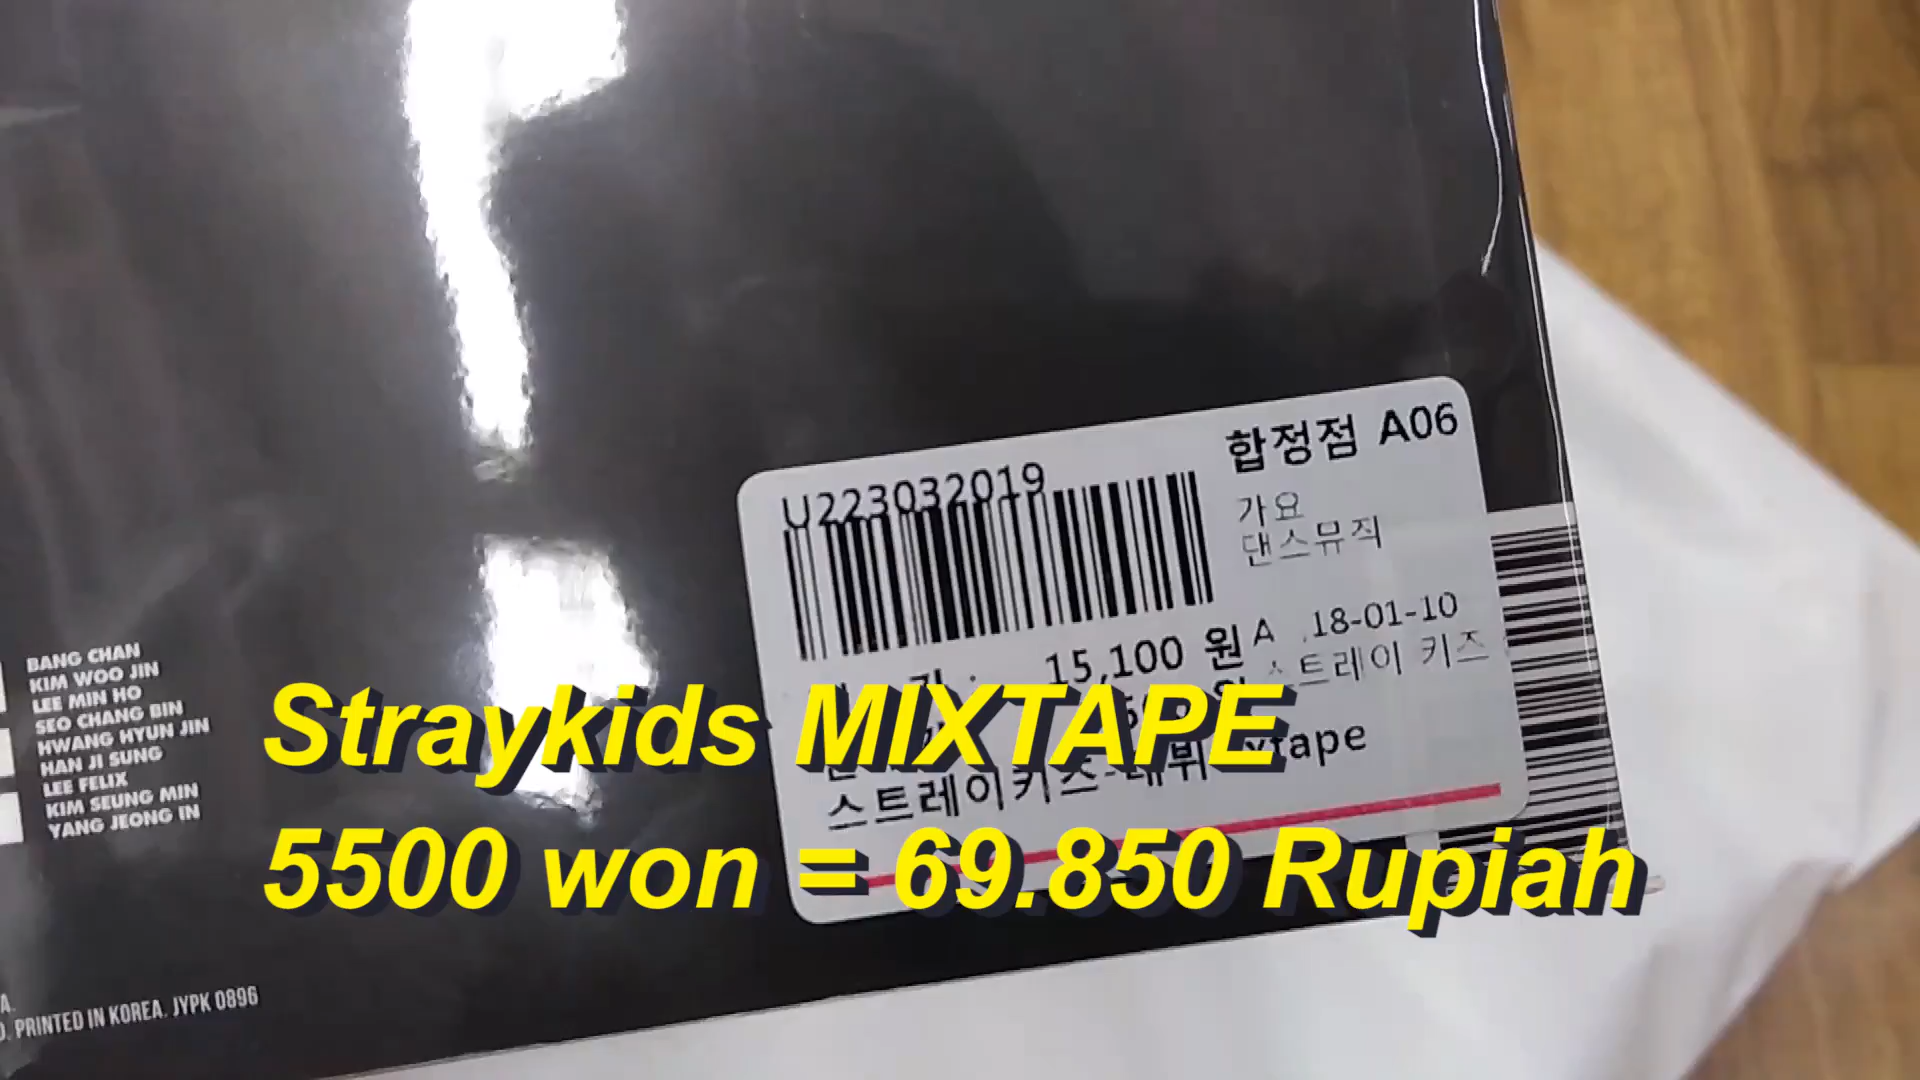 합정점 A06
U223032019
가요
댄스뮤직
18-01-10
15,100 원 A
스트레이 키즈
스트레이키즈-데뷔
xtape
BANG CHAN
KIM WOO JIN
LEE MIN HO
SEO CHANG BIN
HWANG HYUN JIN
HAN JI SUNG
LEE FELIX
KIM SEUNG MIN
YANG JEONG IN
Straykids MIXTAPE
5500 won = 69.850 Rupiah
PRINTED IN KOREA. JYPK 0896